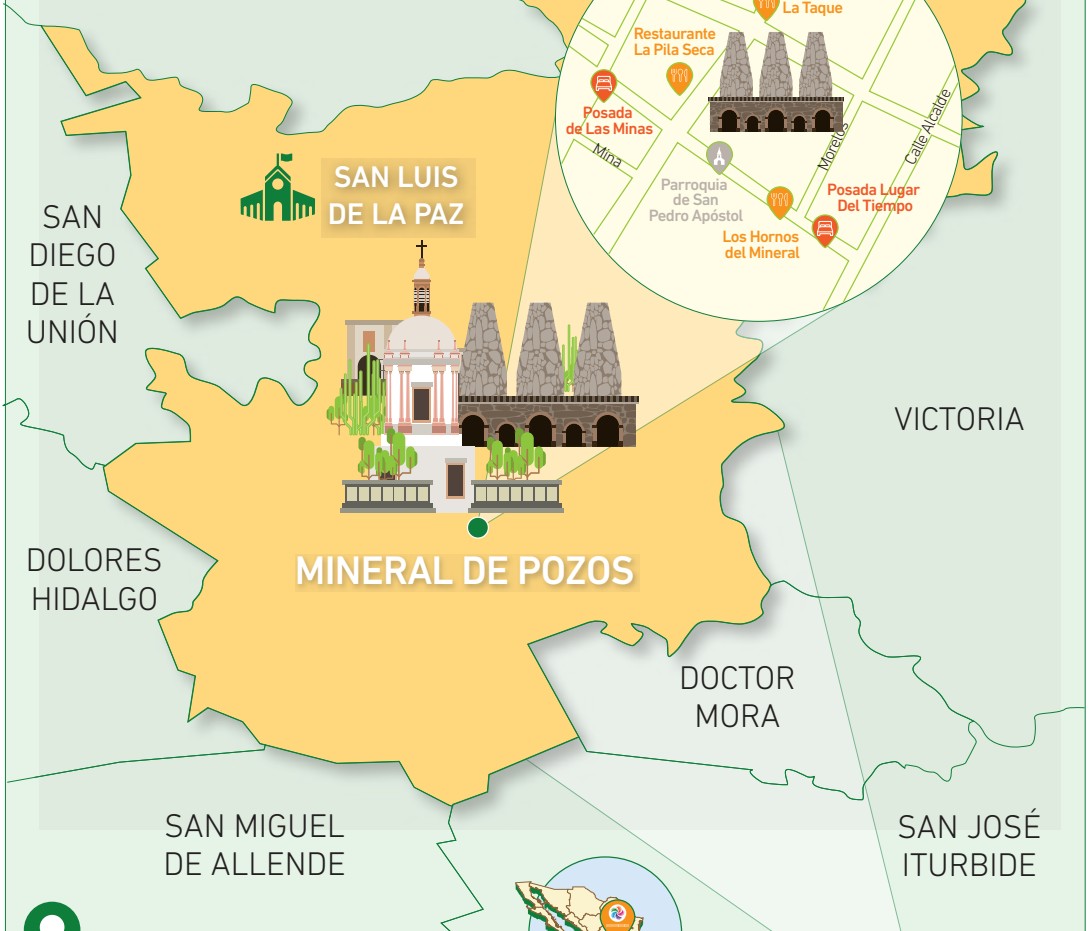 La Taque
Restaurante
La Pila Seca
Posada
de Las Minas
Mina
Morelos
Calle Alcalde
Parroquia
de San
Pedro Apóstol
Posada Lugar
Del Tiempo
Los Hornos
del Mineral
SAN LUIS
DE LA PAZ
SAN
DIEGO
DE LA
UNIÓN
VICTORIA
MINERAL DE POZOS
DOLORES
HIDALGO
DOCTOR
MORA
SAN MIGUEL
DE ALLENDE
SAN JOSÉ
ITURBIDE